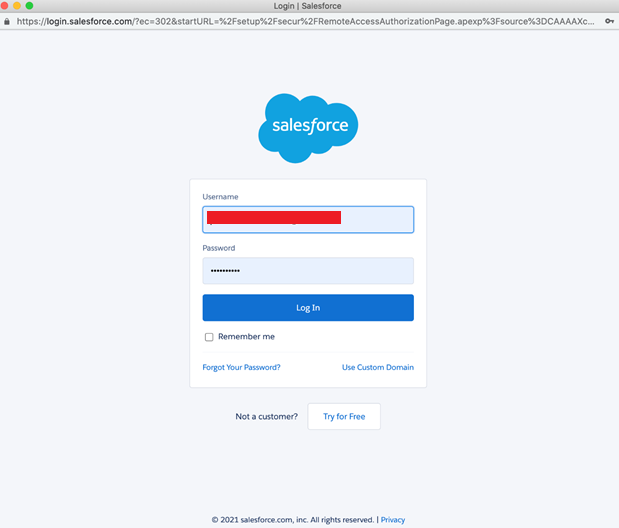 Login | Salesforce
https://login.salesforce.com/?ec=302&startURL=%2Fsetup%2Fsecur%2FRemoteAccessAuthorizationPage.apexp%3Fsource%3DCAAAAXc...
salesforce
Username
Password
••••••••••
Log In
Remember me
Forgot Your Password? Use Custom Domain
Not a customer? Try for Free
© 2021 salesforce.com, inc. All rights reserved. | Privacy